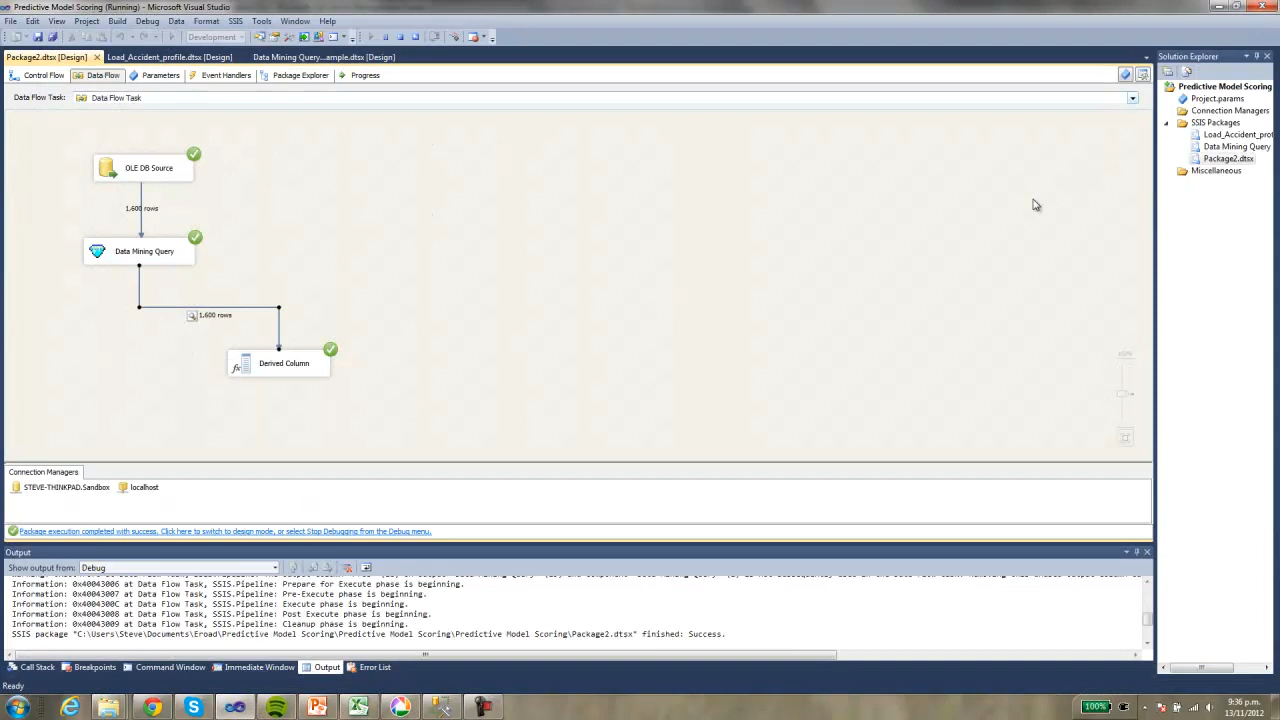 Predictive Model Scoring (Running) - Microsoft Visual Studio
File Edit View Project Build Debug Data Format SSIS Tools Window Help
Development
Package2.dtsx [Design] Load_Accident_profile.dtsx [Design] Data Mining Query...ample.dtsx [Design]
Solution Explorer
Control Flow Data Flow Parameters Event Handlers Package Explorer Progress
Data Flow Task: Data Flow Task
Predictive Model Scoring
Project.params
Connection Managers
SSIS Packages
Load_Accident_prof
Data Mining Query
Package2.dtsx
Miscellaneous
OLE DB Source
1,600 rows
Data Mining Query
1,600 rows
fx Derived Column
Connection Managers
STEVE-THINKPAD.Sandbox localhost
Package execution completed with success. Click here to switch to design mode, or select Stop Debugging from the Debug menu.
Output
Show output from: Debug
Information: 0x40043006 at Data Flow Task, SSIS.Pipeline: Prepare for Execute phase is beginning.
Information: 0x40043007 at Data Flow Task, SSIS.Pipeline: Pre-Execute phase is beginning.
Information: 0x4004300C at Data Flow Task, SSIS.Pipeline: Execute phase is beginning.
Information: 0x40043008 at Data Flow Task, SSIS.Pipeline: Post Execute phase is beginning.
Information: 0x40043009 at Data Flow Task, SSIS.Pipeline: Cleanup phase is beginning.
SSIS package "C:\Users\Steve\Documents\Eroad\Predictive Model Scoring\Predictive Model Scoring\Predictive Model Scoring\Package2.dtsx" finished: Success.
Call Stack Breakpoints Command Window Immediate Window Output Error List
Ready
100%
9:36 p.m.
13/11/2012